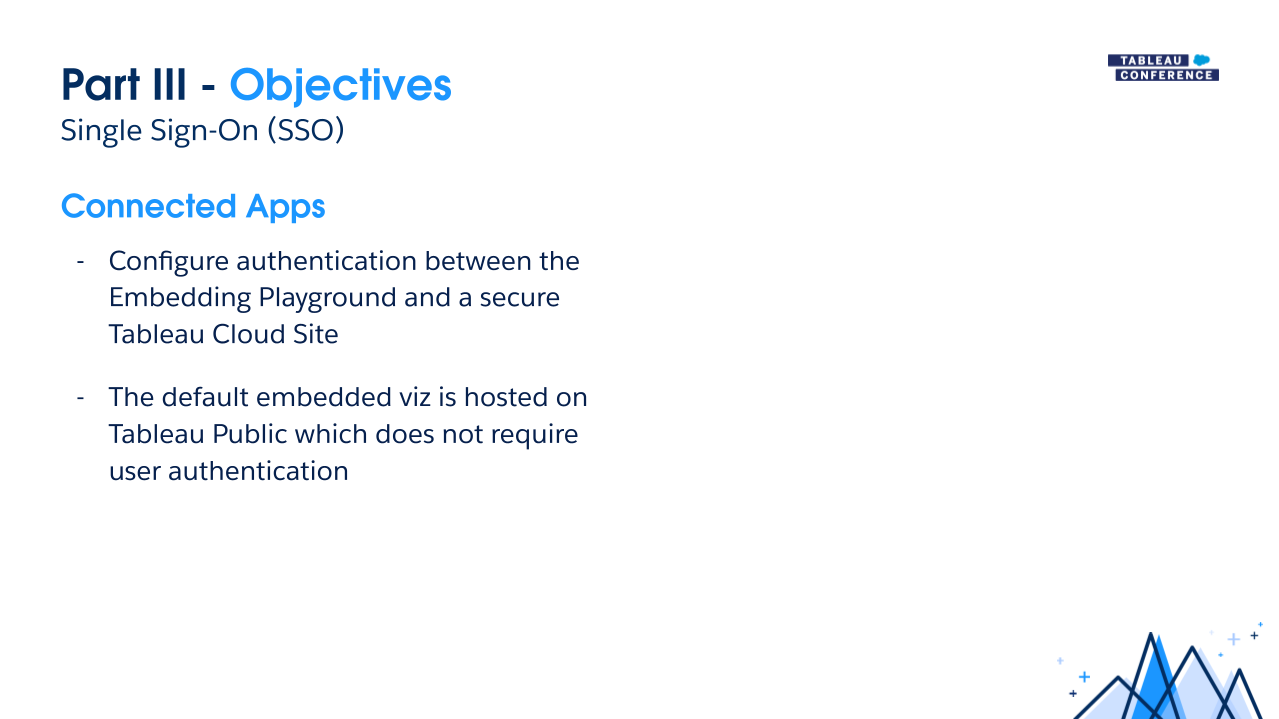 Part III - Objectives
TABLEAU
CONFERENCE
Single Sign-On (SSO)
Connected Apps
- Configure authentication between the
Embedding Playground and a secure
Tableau Cloud Site
- The default embedded viz is hosted on
Tableau Public which does not require
user authentication